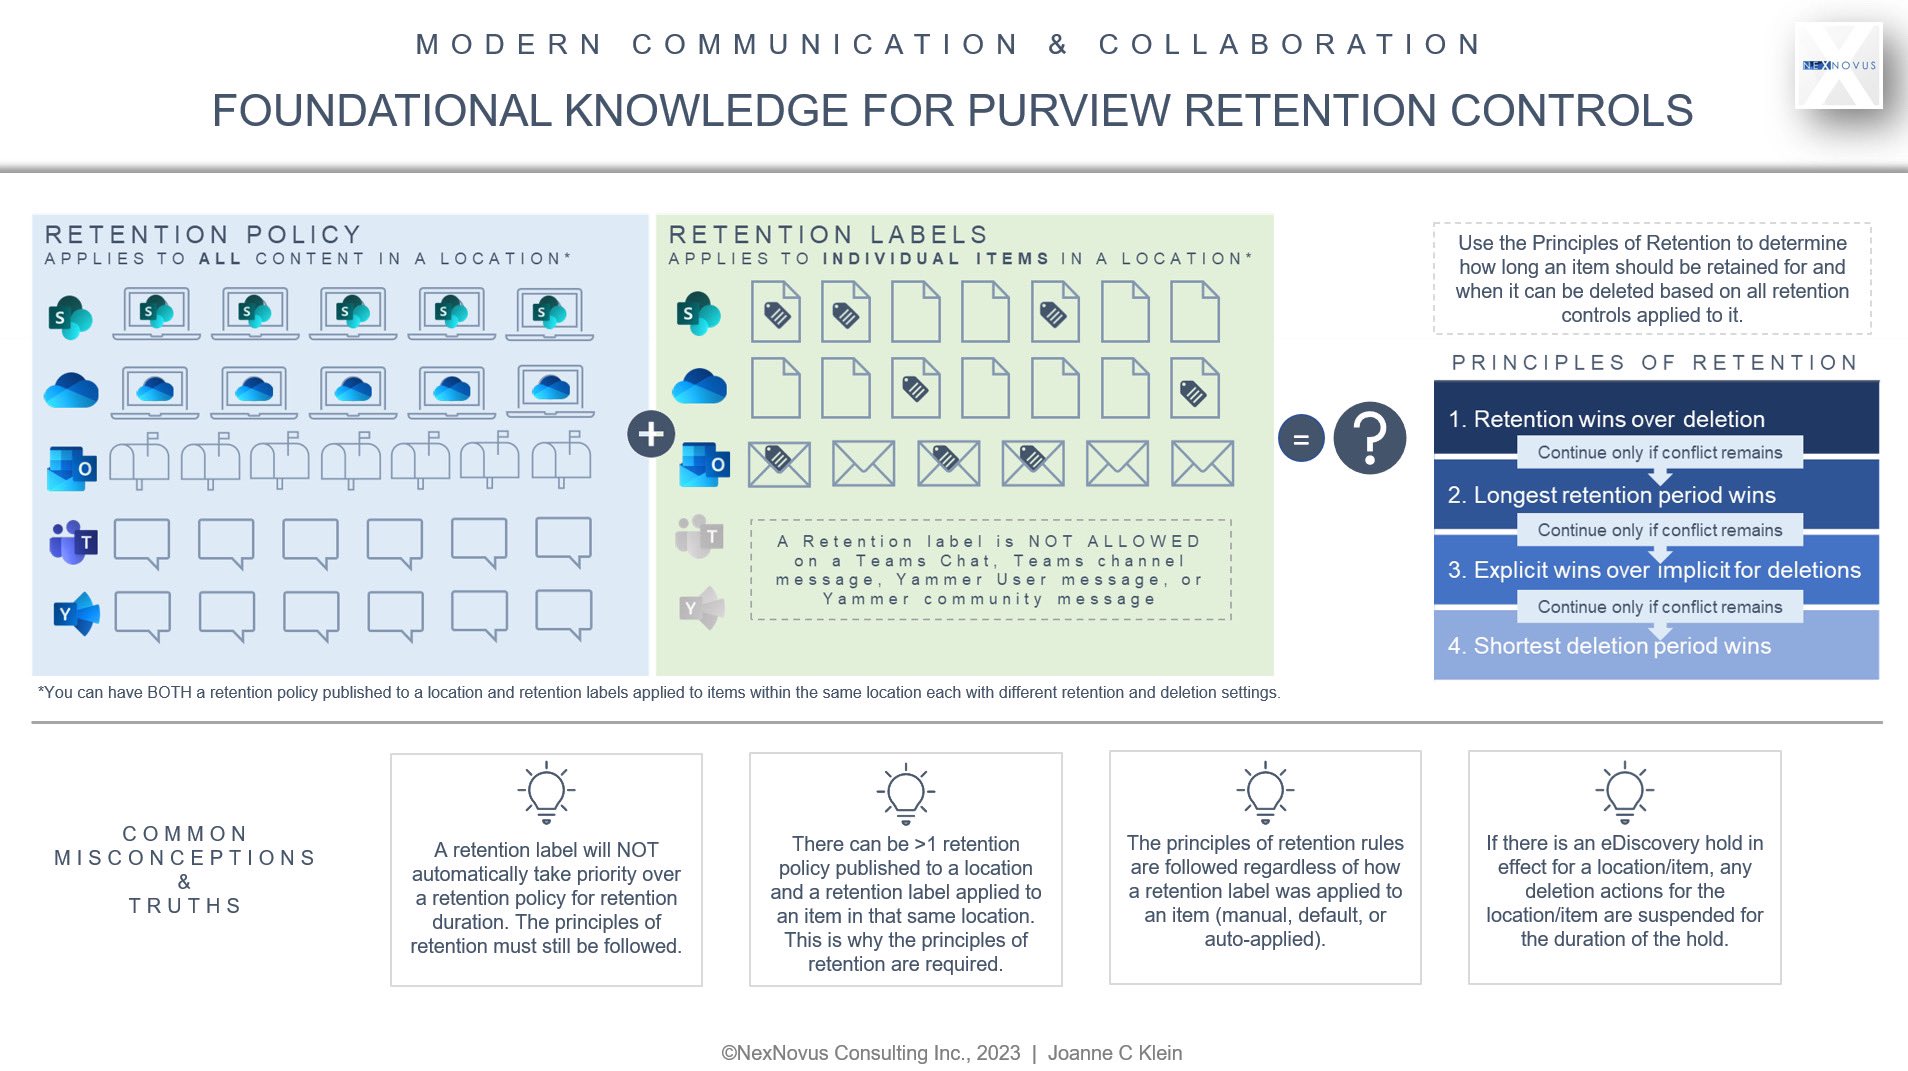 MODERN COMMUNICATION & COLLABORATION
FOUNDATIONAL KNOWLEDGE FOR PURVIEW RETENTION CONTROLS
NEXNOVUS
RETENTION POLICY
APPLIES TO ALL CONTENT IN A LOCATION*
S
S
S
S
S
S
O
T
Y
+
RETENTION LABELS
APPLIES TO INDIVIDUAL ITEMS IN A LOCATION*
S
O
T
Y
A Retention label is NOT ALLOWED
on a Teams Chat, Teams channel
message, Yammer User message, or
Yammer community message
=
?
Use the Principles of Retention to determine
how long an item should be retained for and
when it can be deleted based on all retention
controls applied to it.
PRINCIPLES OF RETENTION
1. Retention wins over deletion
Continue only if conflict remains
2. Longest retention period wins
Continue only if conflict remains
3. Explicit wins over implicit for deletions
Continue only if conflict remains
4. Shortest deletion period wins
*You can have BOTH a retention policy published to a location and retention labels applied to items within the same location each with different retention and deletion settings.
COMMON
MISCONCEPTIONS
&
TRUTHS
A retention label will NOT
automatically take priority over
a retention policy for retention
duration. The principles of
retention must still be followed.
There can be >1 retention
policy published to a location
and a retention label applied to
an item in that same location.
This is why the principles of
retention are required.
The principles of retention rules
are followed regardless of how
a retention label was applied to
an item (manual, default, or
auto-applied).
If there is an eDiscovery hold in
effect for a location/item, any
deletion actions for the
location/item are suspended for
the duration of the hold.
©NexNovus Consulting Inc., 2023 | Joanne C Klein